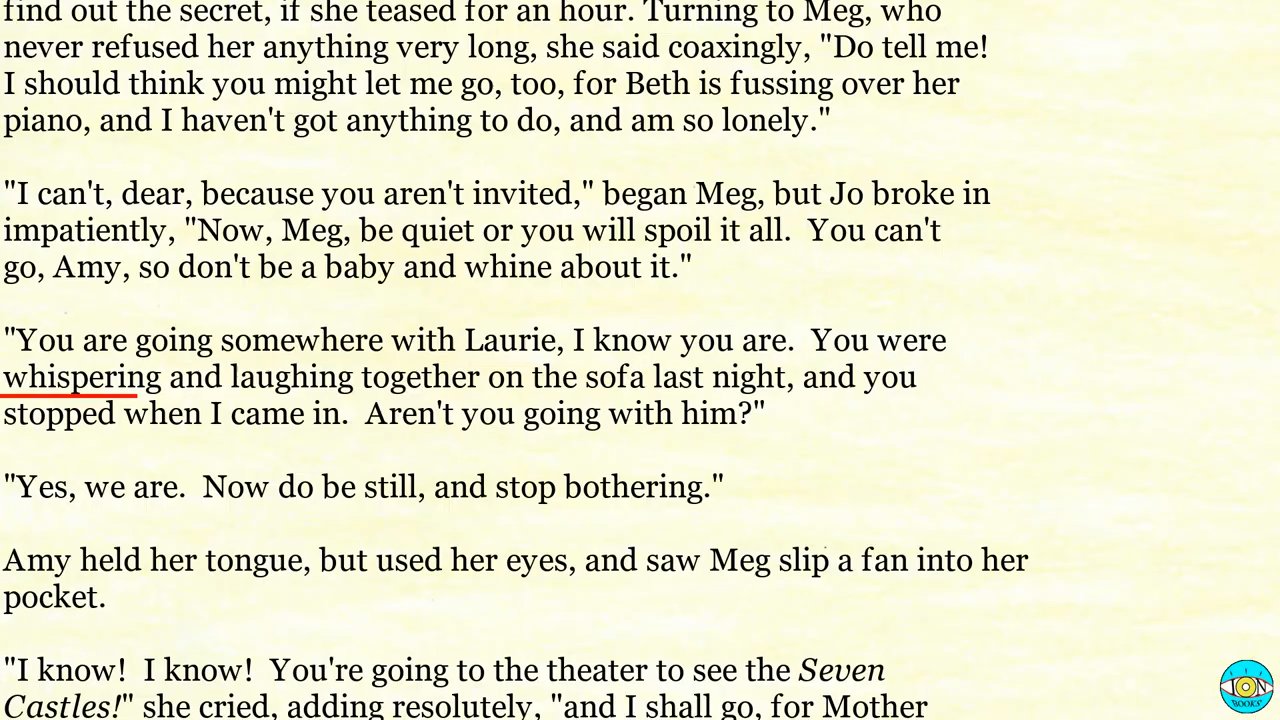 find out the secret, if she teased for an hour. Turning to Meg, who
never refused her anything very long, she said coaxingly, "Do tell me!
I should think you might let me go, too, for Beth is fussing over her
piano, and I haven't got anything to do, and am so lonely."
"I can't, dear, because you aren't invited," began Meg, but Jo broke in
impatiently, "Now, Meg, be quiet or you will spoil it all.  You can't
go, Amy, so don't be a baby and whine about it."
"You are going somewhere with Laurie, I know you are.  You were
whispering and laughing together on the sofa last night, and you
stopped when I came in.  Aren't you going with him?"
"Yes, we are.  Now do be still, and stop bothering."
Amy held her tongue, but used her eyes, and saw Meg slip a fan into her
pocket.
"I know!  I know!  You're going to the theater to see the Seven
Castles!" she cried, adding resolutely, "and I shall go, for Mother
ION
BOOKS